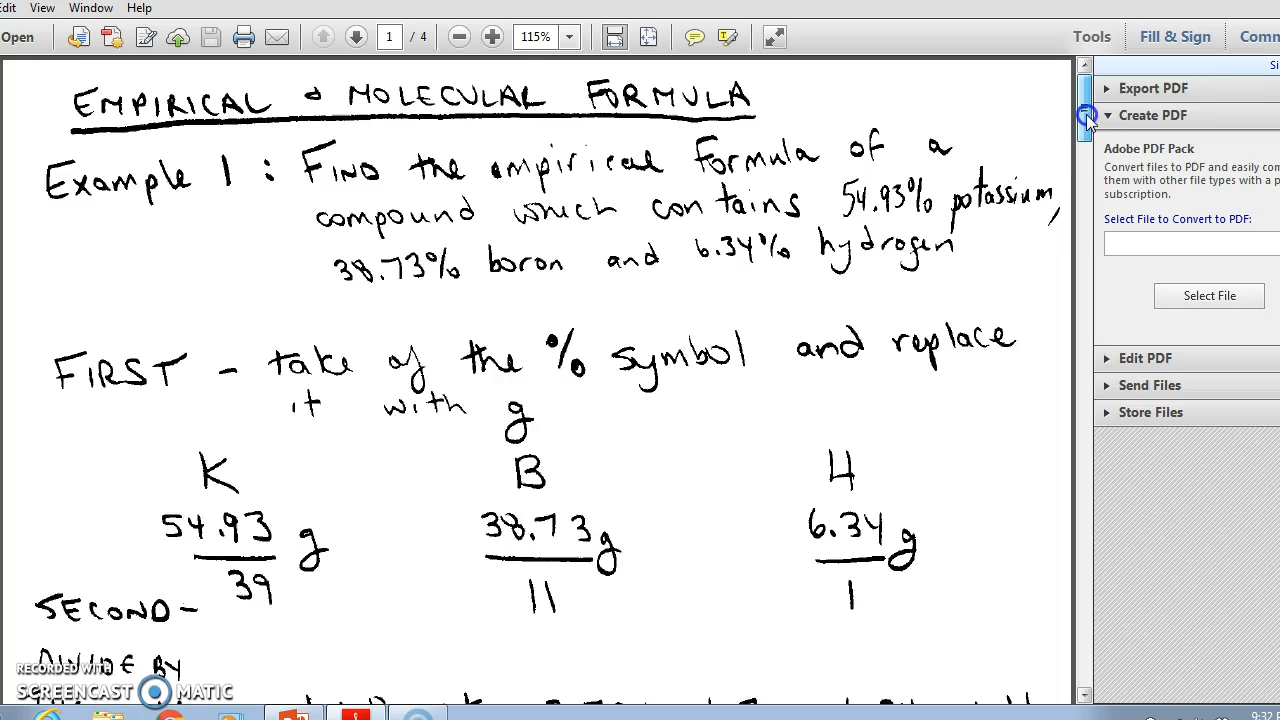 Edit View Window Help
Open 1 / 4 115% Tools Fill & Sign Comm
EMPIRICAL & MOLECULAR FORMULA
Example 1 : FIND the empirical formula of a
compound which contains 54.93% potassium,
38.73% boron and 6.34% hydrogen
FIRST - take of the % symbol and replace
it with g
K B H
54.93 g 38.73 g 6.34 g
39 11 1
SECOND -
DIVIDE BY
Export PDF
Create PDF
Adobe PDF Pack
Convert files to PDF and easily
them with other file types with a
subscription.
Select File to Convert to PDF:
Select File
Edit PDF
Send Files
Store Files
RECORDED WITH
SCREENCAST MATIC
9:32